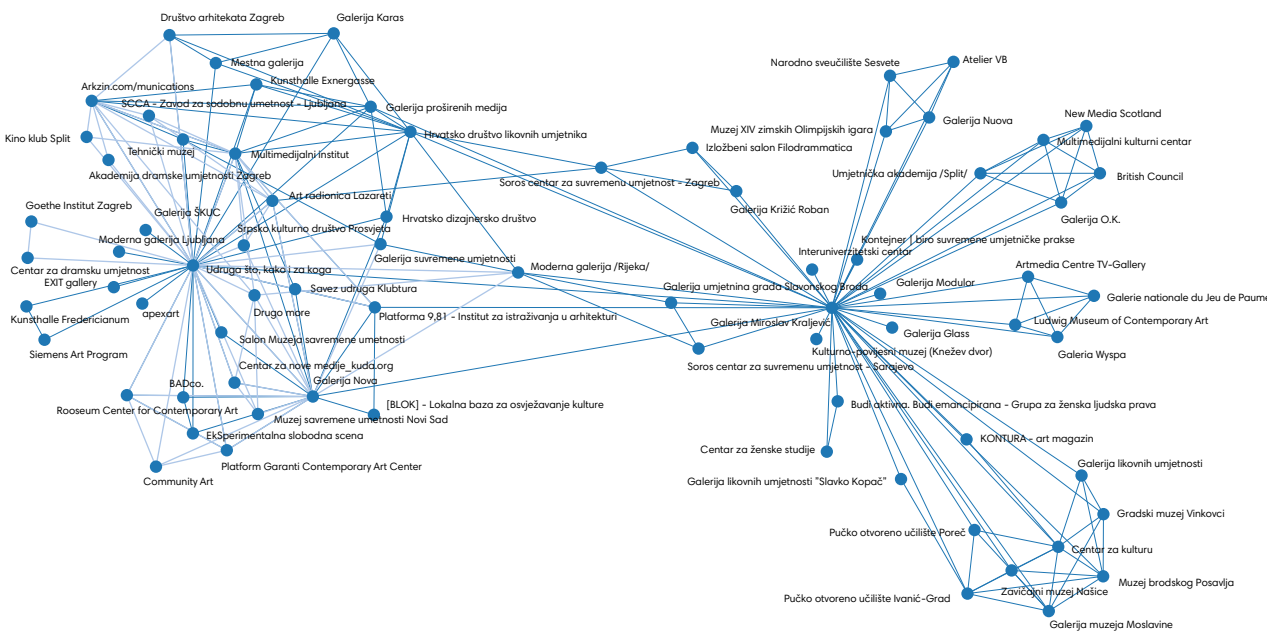 Društvo arhitekata Zagreb
Galerija Karas
Mestna galerija
Narodno sveučilište Sesvete
Atelier VB
Arkzin.com/munications
Kunsthalle Exnergasse
SCCA - Zavod za sodobnu umetnost - Ljubljana
Galerija proširenih medija
New Media Scotland
Galerija Nuova
Muzej XIV zimskih Olimpijskih igara
Hrvatsko društvo likovnih umjetnika
Kino klub Split
Multimedijalni kulturni centar
Izložbeni salon Filodrammatica
Tehnički muzej
Multimedijalni institut
Umjetnička akademija /Split/
British Council
Akademija dramske umjetnosti Zagreb
Soros centar za suvremenu umjetnost - Zagreb
Art radionica Lazareti
Goethe Institut Zagreb
Galerija ŠKUC
Galerija Križić Roban
Hrvatsko dizajnersko društvo
Galerija O.K.
Srpsko kulturno društvo Prosvjeta
Moderna galerija Ljubljana
Kontejner | biro suvremene umjetničke prakse
Interuniverzitetski centar
Galerija suvremene umjetnosti
Centar za dramsku umjetnost
Udruga što, kako i za koga
Moderna galerija /Rijeka/
Artmedia Centre TV-Gallery
EXIT gallery
Savez udruga Klubtura
Galerija umjetnina grada Slavonskog Broda
Galerija Modulor
Galerie nationale du Jeu de Paume
Kunsthalle Fredericianum
apexart
Drugo more
Platforma 9,81 - Institut za istraživanja u arhitekturi
Galerija Miroslav Kraljević
Ludwig Museum of Contemporary Art
Galerija Glass
Salon Muzeja savremene umetnosti
Siemens Art Program
Kulturno-povijesni muzej (Knežev dvor)
Galeria Wyspa
Centar za nove medije_kuda.org
Soros centar za suvremenu umjetnost - Sarajevo
BADco.
Galerija Nova
Rooseum Center for Contemporary Art
[BLOK] - Lokalna baza za osvježavanje kulture
Budi aktivna. Budi emancipirana - Grupa za ženska ljudska prava
Muzej savremene umetnosti Novi Sad
EkSperimentalna slobodna scena
KONTURA - art magazin
Centar za ženske studije
Platform Garanti Contemporary Art Center
Galerija likovnih umjetnosti
Community Art
Galerija likovnih umjetnosti "Slavko Kopač"
Gradski muzej Vinkovci
Pučko otvoreno učilište Poreč
Centar za kulturu
Muzej brodskog Posavlja
Zavičajni muzej Našice
Pučko otvoreno učilište Ivanić-Grad
Galerija muzeja Moslavine